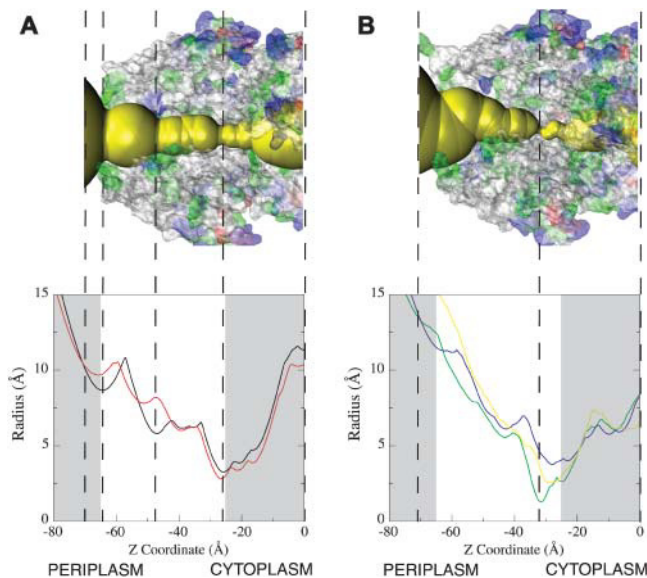 A
B
15
10
5
0
Radius (Å)
-80 -60 -40 -20 0
Z Coordinate (Å)
PERIPLASM CYTOPLASM
15
10
5
0
Radius (Å)
-80 -60 -40 -20 0
Z Coordinate (Å)
PERIPLASM CYTOPLASM